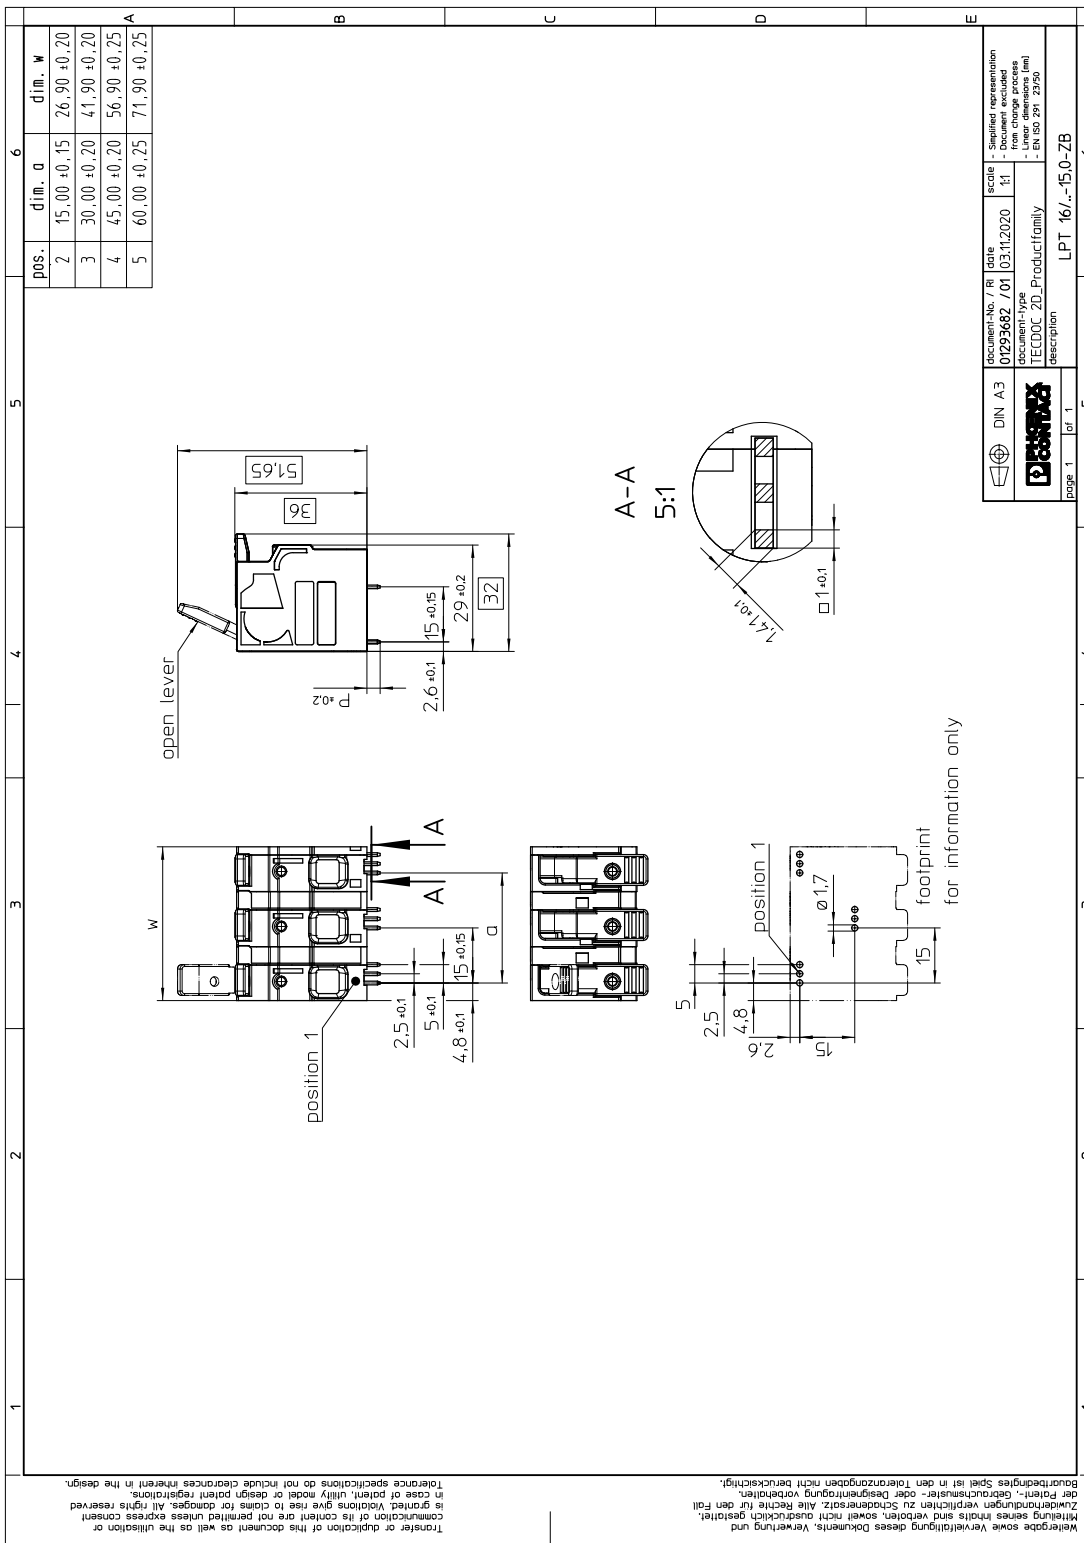 1
2
3
4
5
6
A
B
C
D
E
pos. dim. a dim. w
2 15,00 ±0,15 26,90 ±0,20
3 30,00 ±0,20 41,90 ±0,20
4 45,00 ±0,20 56,90 ±0,25
5 60,00 ±0,25 71,90 ±0,25
open lever
51,65
36
P ±0,2
2,6 ±0,1
15 ±0,15
29 ±0,2
32
A-A
5:1
1,41 ±0,1
□ 1 ±0,1
w
position 1
2,5 ±0,1
5 ±0,1
4,8 ±0,1
15 ±0,15
a
A
A
position 1
Ø 1,7
5
2,5
4,8
15
2,6
15
footprint
for information only
DIN A3
PHŒNIX
CONTACT
page 1 of 1
document-No. / RI
01293682 / 01
date
03.11.2020
scale
1:1
- Simplified representation
- Document excluded
from change process
- Linear dimensions [mm]
- EN ISO 291 23/50
document-type
TECDOC 2D_Productfamily
description
LPT 16/..-15,0-ZB
Weitergabe sowie Vervielfältigung dieses Dokuments, Verwertung und
Mitteilung seines Inhalts sind verboten, soweit nicht ausdrücklich gestattet.
Zuwiderhandlungen verpflichten zu Schadenersatz. Alle Rechte für den Fall
der Patent-, Gebrauchsmuster- oder Designeintragung vorbehalten.
Bauartbedingtes Spiel ist in den Toleranzangaben nicht berücksichtigt.
Transfer or duplication of this document as well as the utilisation or
communication of its content are not permitted unless express consent
is granted. Violations give rise to claims for damages. All rights reserved
in case of patent, utility model or design patent registrations.
Tolerance specifications do not include clearances inherent in the design.